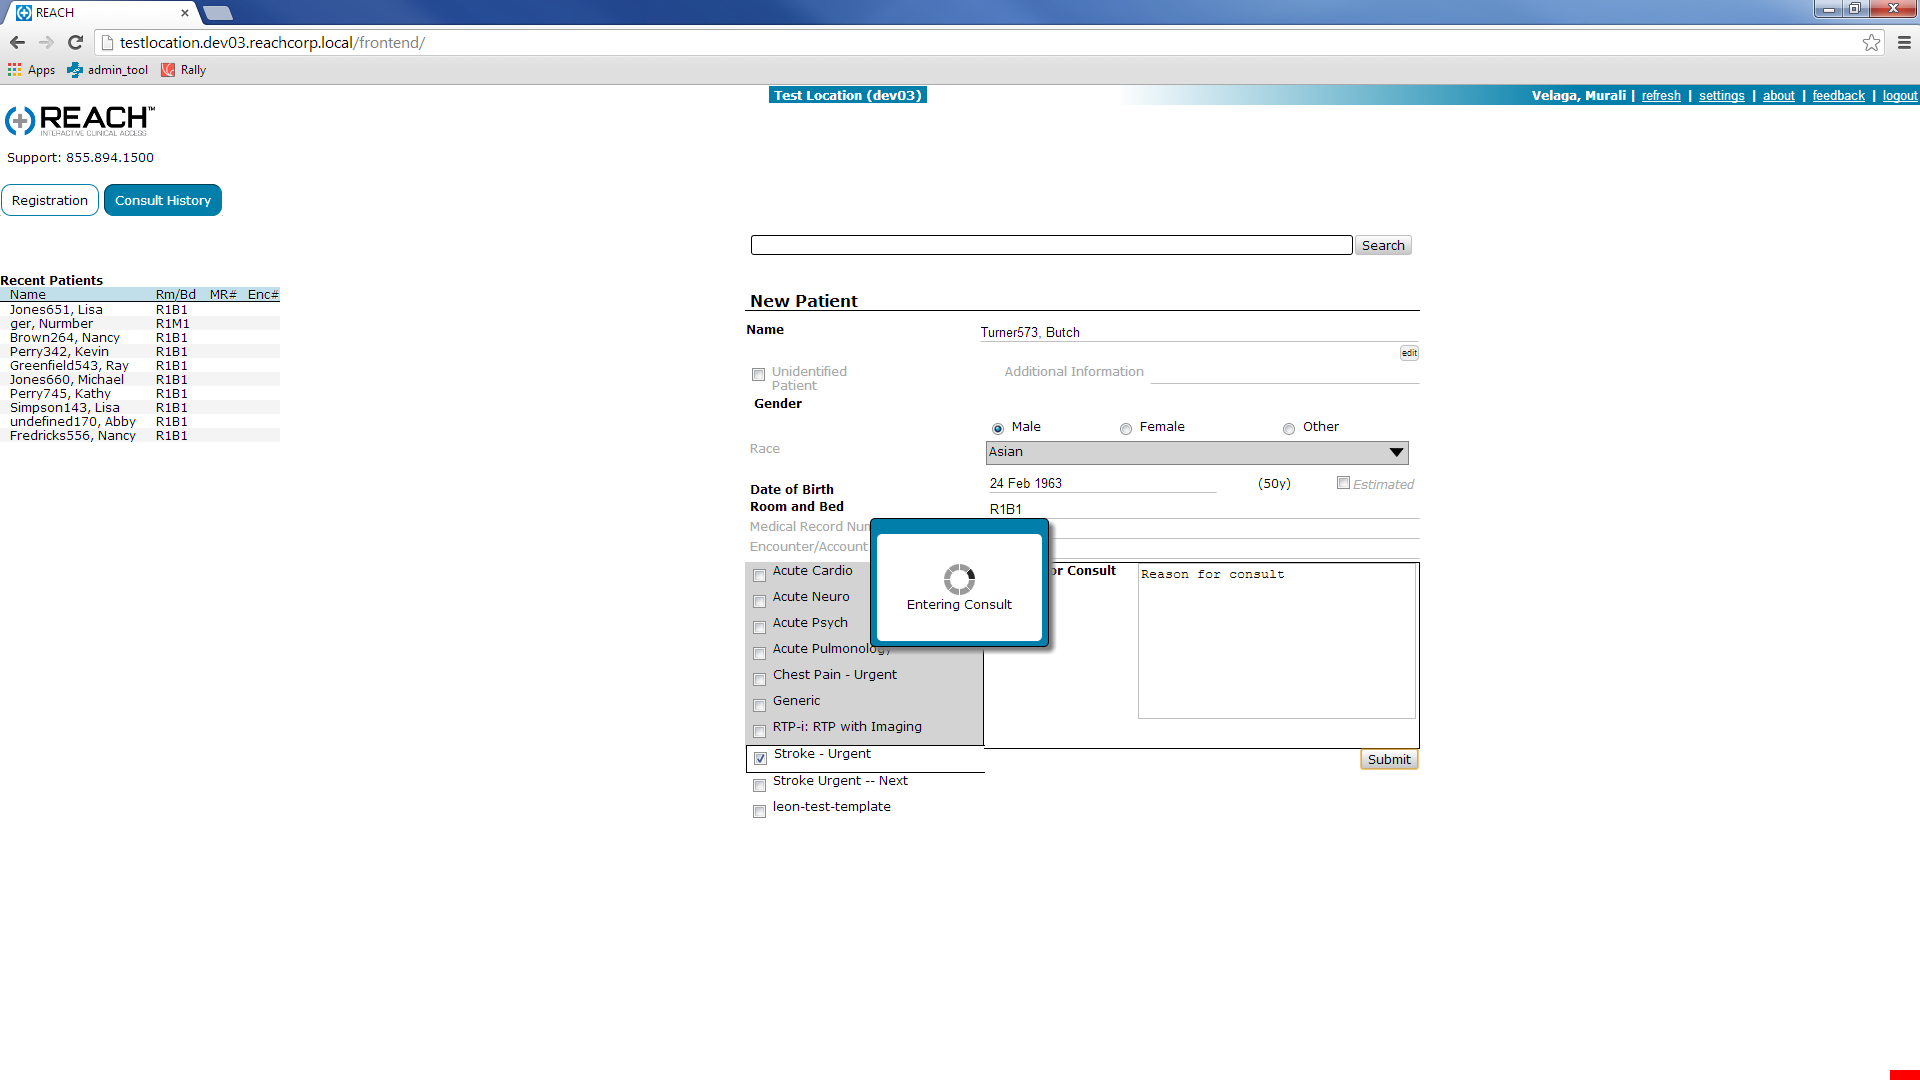 REACH
testlocation.dev03.reachcorp.local/frontend/
Apps admin_tool Rally
Test Location (dev03) Velaga, Murali | refresh | settings | about | feedback | logout
REACH™
INTERACTIVE CLINICAL ACCESS
Support: 855.894.1500
Registration Consult History
Search
Recent Patients
Name Rm/Bd MR# Enc#
Jones651, Lisa R1B1
ger, Nurmber R1M1
Brown264, Nancy R1B1
Perry342, Kevin R1B1
Greenfield543, Ray R1B1
Jones660, Michael R1B1
Perry745, Kathy R1B1
Simpson143, Lisa R1B1
undefined170, Abby R1B1
Fredricks556, Nancy R1B1
New Patient
Name Turner573, Butch
edit
Unidentified Patient Additional Information
Gender
Male Female Other
Race Asian
Date of Birth 24 Feb 1963 (50y) Estimated
Room and Bed R1B1
Medical Record Num
Encounter/Account
Entering Consult
Acute Cardio
Acute Neuro
Acute Psych
Acute Pulmonology
Chest Pain - Urgent
Generic
RTP-i: RTP with Imaging
Stroke - Urgent
Stroke Urgent -- Next
leon-test-template
or Consult Reason for consult
Submit